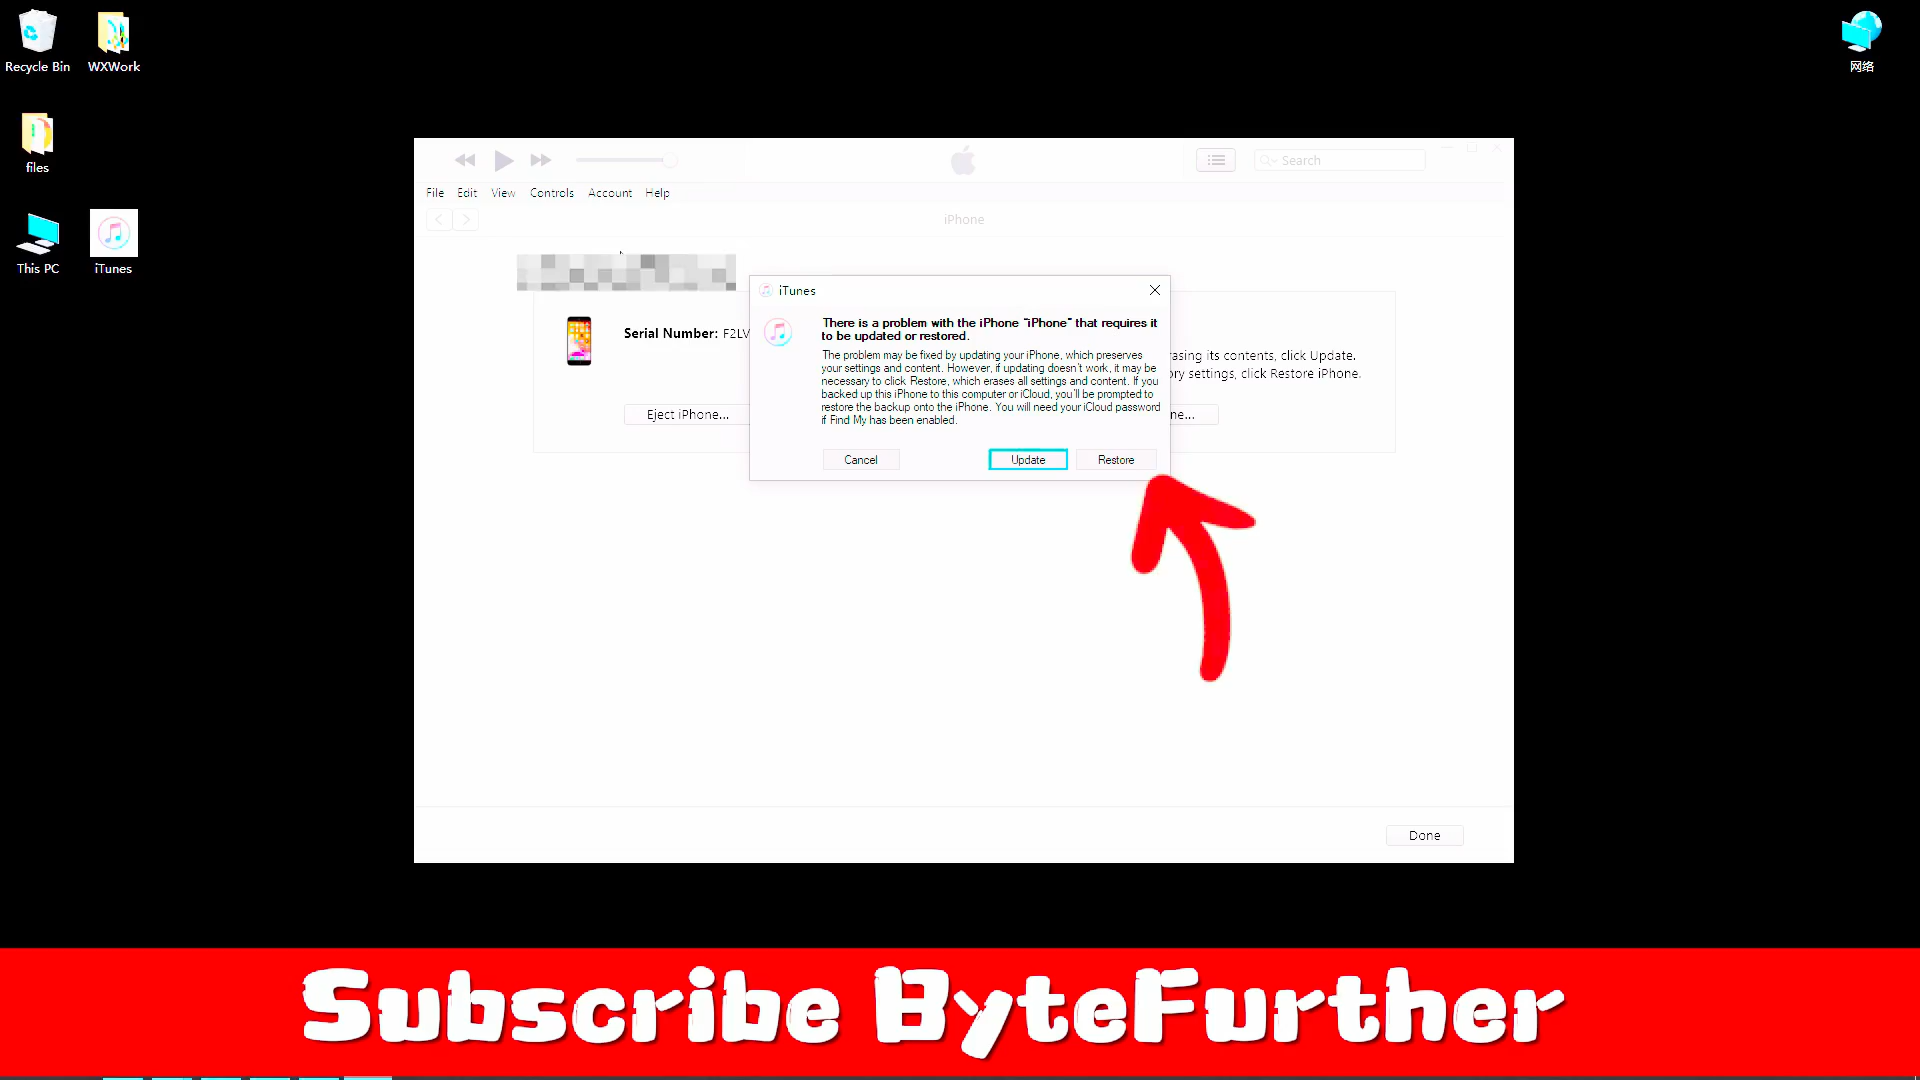 Recycle Bin
WXWork
网络
files
This PC
iTunes
Search
File Edit View Controls Account Help
iPhone
iTunes
There is a problem with the iPhone “iPhone” that requires it
to be updated or restored.
The problem may be fixed by updating your iPhone, which preserves
your settings and content. However, if updating doesn't work, it may be
necessary to click Restore, which erases all settings and content. If you
backed up this iPhone to this computer or iCloud, you'll be prompted to
restore the backup onto the iPhone. You will need your iCloud password
if Find My has been enabled.
Cancel Update Restore
Serial Number: F2LV
asing its contents, click Update.
ory settings, click Restore iPhone.
Eject iPhone...
ne...
Done
Subscribe ByteFurther